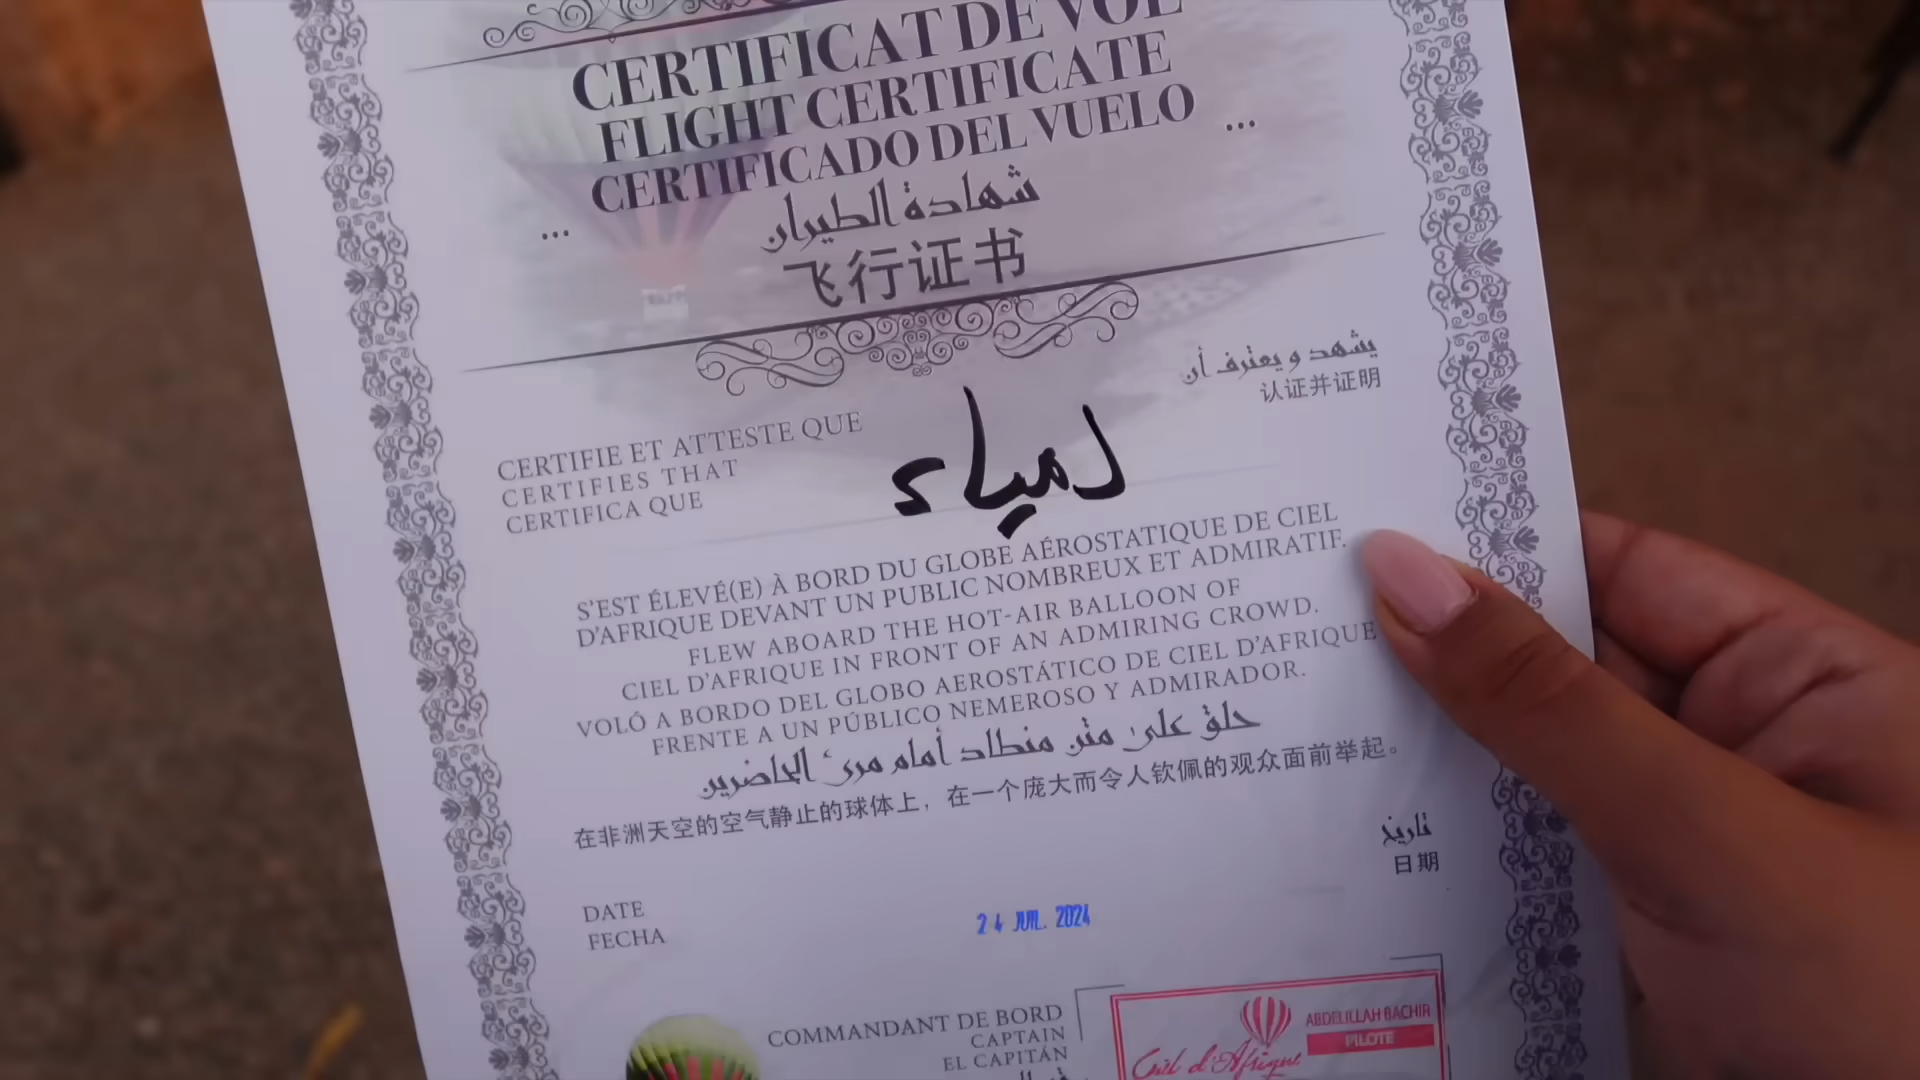 CERTIFICAT DE VOL
FLIGHT CERTIFICATE
CERTIFICADO DEL VUELO
...
...
شهادة الطيران
飞行证书
يشهد و يعترف أن
认证并证明
CERTIFIE ET ATTESTE QUE
CERTIFIES THAT
CERTIFICA QUE
لمياء
S'EST ÉLEVÉ(E) À BORD DU GLOBE AÉROSTATIQUE DE CIEL
D'AFRIQUE DEVANT UN PUBLIC NOMBREUX ET ADMIRATIF.
FLEW ABOARD THE HOT-AIR BALLOON OF
CIEL D'AFRIQUE IN FRONT OF AN ADMIRING CROWD.
VOLÓ A BORDO DEL GLOBO AEROSTÁTICO DE CIEL D'AFRIQUE
FRENTE A UN PÚBLICO NEMEROSO Y ADMIRADOR.
حلق على متن منطاد أمام مرئ الحاضرين
在非洲天空的空气静止的球体上，在一个庞大而令人钦佩的观众面前举起。
تاريخ
日期
DATE
FECHA
24 JUIL. 2024
COMMANDANT DE BORD
CAPTAIN
EL CAPITÁN
ABDELILLAH BACHIR
PILOTE
Ciel d'Afrique